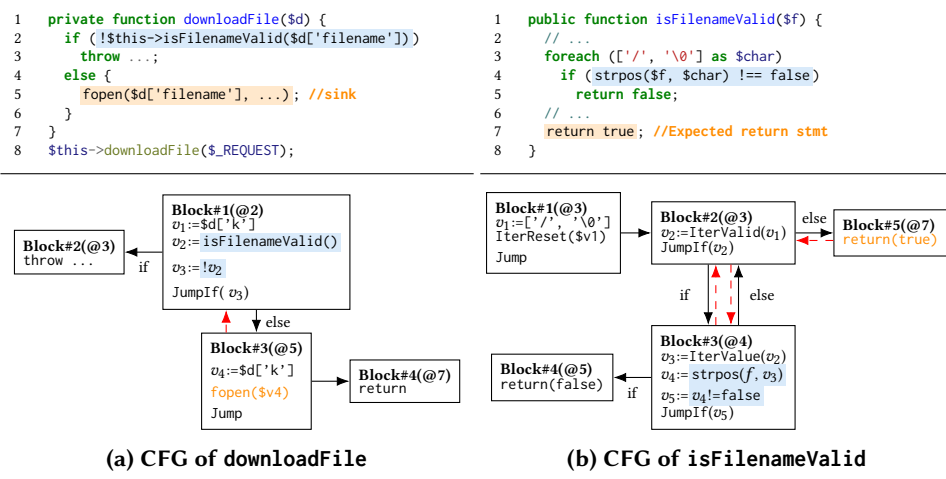 1 private function downloadFile($d) {
2 if (!$this->isFilenameValid($d['filename']))
3 throw ...;
4 else {
5 fopen($d['filename'], ...); //sink
6 }
7 }
8 $this->downloadFile($_REQUEST);
Block#1(@2)
v1:=$d['k']
v2:=isFilenameValid()
v3:=!v2
JumpIf( v3)
Block#2(@3)
throw ...
if
else
Block#3(@5)
v4:=$d['k']
fopen($v4)
Jump
Block#4(@7)
return
(a) CFG of downloadFile
1 public function isFilenameValid($f) {
2 // ...
3 foreach (['/', '\0'] as $char)
4 if (strpos($f, $char) !== false)
5 return false;
6 // ...
7 return true; //Expected return stmt
8 }
Block#1(@3)
v1:=['/', '\0']
IterReset($v1)
Jump
Block#2(@3)
v2:=IterValid(v1)
JumpIf(v2)
else
Block#5(@7)
return(true)
if
else
Block#3(@4)
v3:=IterValue(v2)
v4:=strpos(f, v3)
v5:=v4!=false
JumpIf(v5)
Block#4(@5)
return(false)
if
(b) CFG of isFilenameValid